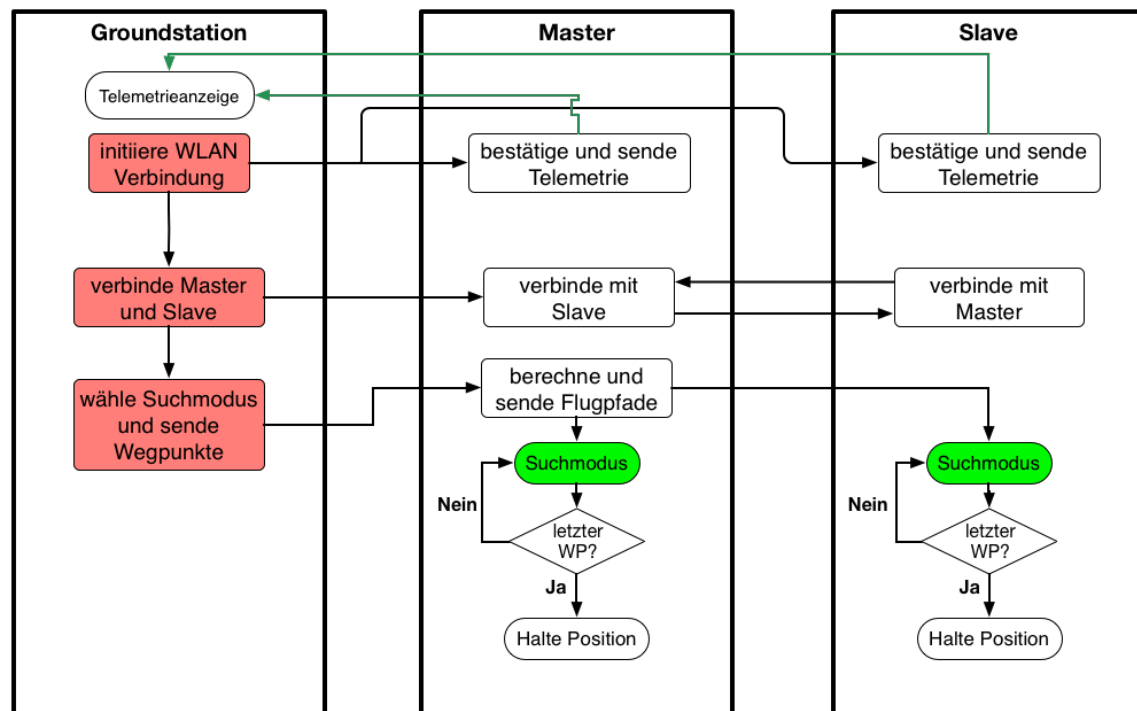 Groundstation
Master
Slave
Telemetrieanzeige
initiiere WLAN
Verbindung
bestätige und sende
Telemetrie
bestätige und sende
Telemetrie
verbinde Master
und Slave
verbinde mit
Slave
verbinde mit
Master
wähle Suchmodus
und sende
Wegpunkte
berechne und
sende Flugpfade
Suchmodus
Nein
letzter
WP?
Ja
Halte Position
Suchmodus
Nein
letzter
WP?
Ja
Halte Position